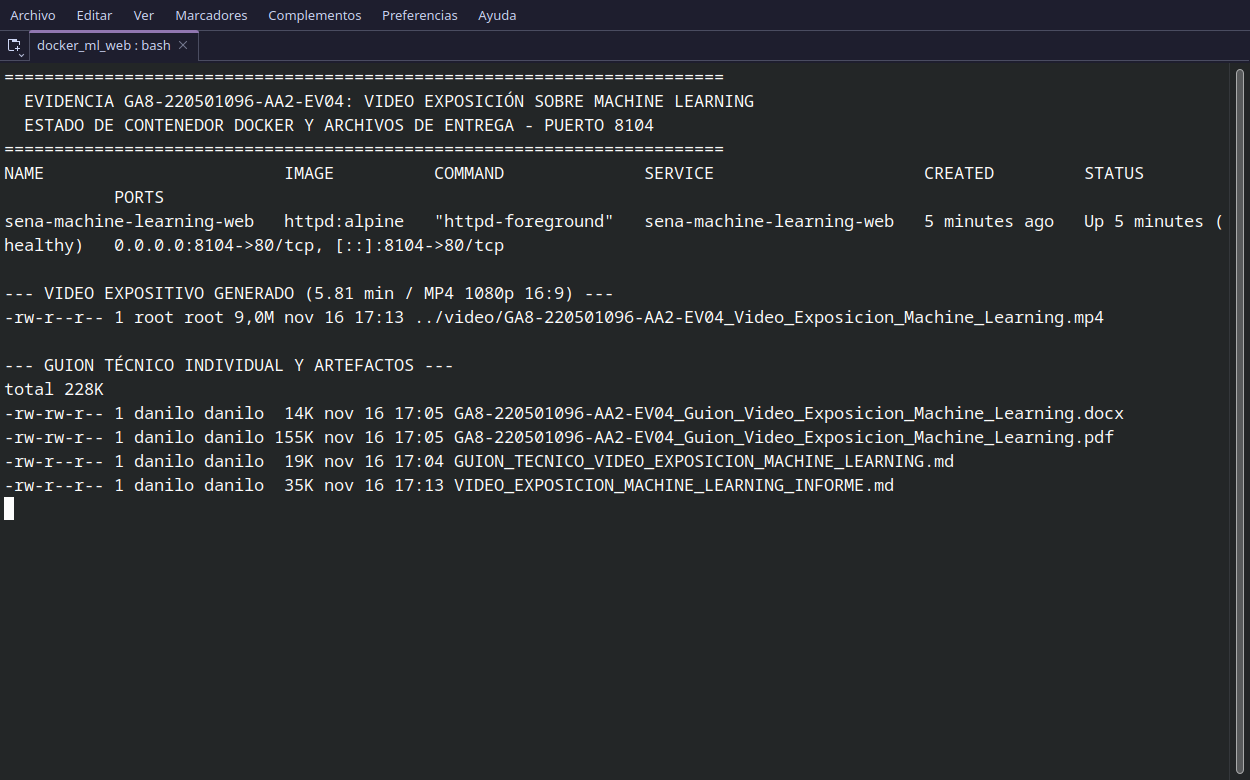 Archivo Editar Ver Marcadores Complementos Preferencias Ayuda
docker_ml_web : bash
========================================================================
  EVIDENCIA GA8-220501096-AA2-EV04: VIDEO EXPOSICIÓN SOBRE MACHINE LEARNING
  ESTADO DE CONTENEDOR DOCKER Y ARCHIVOS DE ENTREGA - PUERTO 8104
========================================================================
NAME                        IMAGE          COMMAND              SERVICE                     CREATED         STATUS
           PORTS
sena-machine-learning-web   httpd:alpine   "httpd-foreground"   sena-machine-learning-web   5 minutes ago   Up 5 minutes (
healthy)   0.0.0.0:8104->80/tcp, [::]:8104->80/tcp
--- VIDEO EXPOSITIVO GENERADO (5.81 min / MP4 1080p 16:9) ---
-rw-r--r-- 1 root root 9,0M nov 16 17:13 ../video/GA8-220501096-AA2-EV04_Video_Exposicion_Machine_Learning.mp4
--- GUION TÉCNICO INDIVIDUAL Y ARTEFACTOS ---
total 228K
-rw-rw-r-- 1 danilo danilo  14K nov 16 17:05 GA8-220501096-AA2-EV04_Guion_Video_Exposicion_Machine_Learning.docx
-rw-rw-r-- 1 danilo danilo 155K nov 16 17:05 GA8-220501096-AA2-EV04_Guion_Video_Exposicion_Machine_Learning.pdf
-rw-rw-r-- 1 danilo danilo  19K nov 16 17:04 GUION_TECNICO_VIDEO_EXPOSICION_MACHINE_LEARNING.md
-rw-r--r-- 1 danilo danilo  35K nov 16 17:13 VIDEO_EXPOSICION_MACHINE_LEARNING_INFORME.md